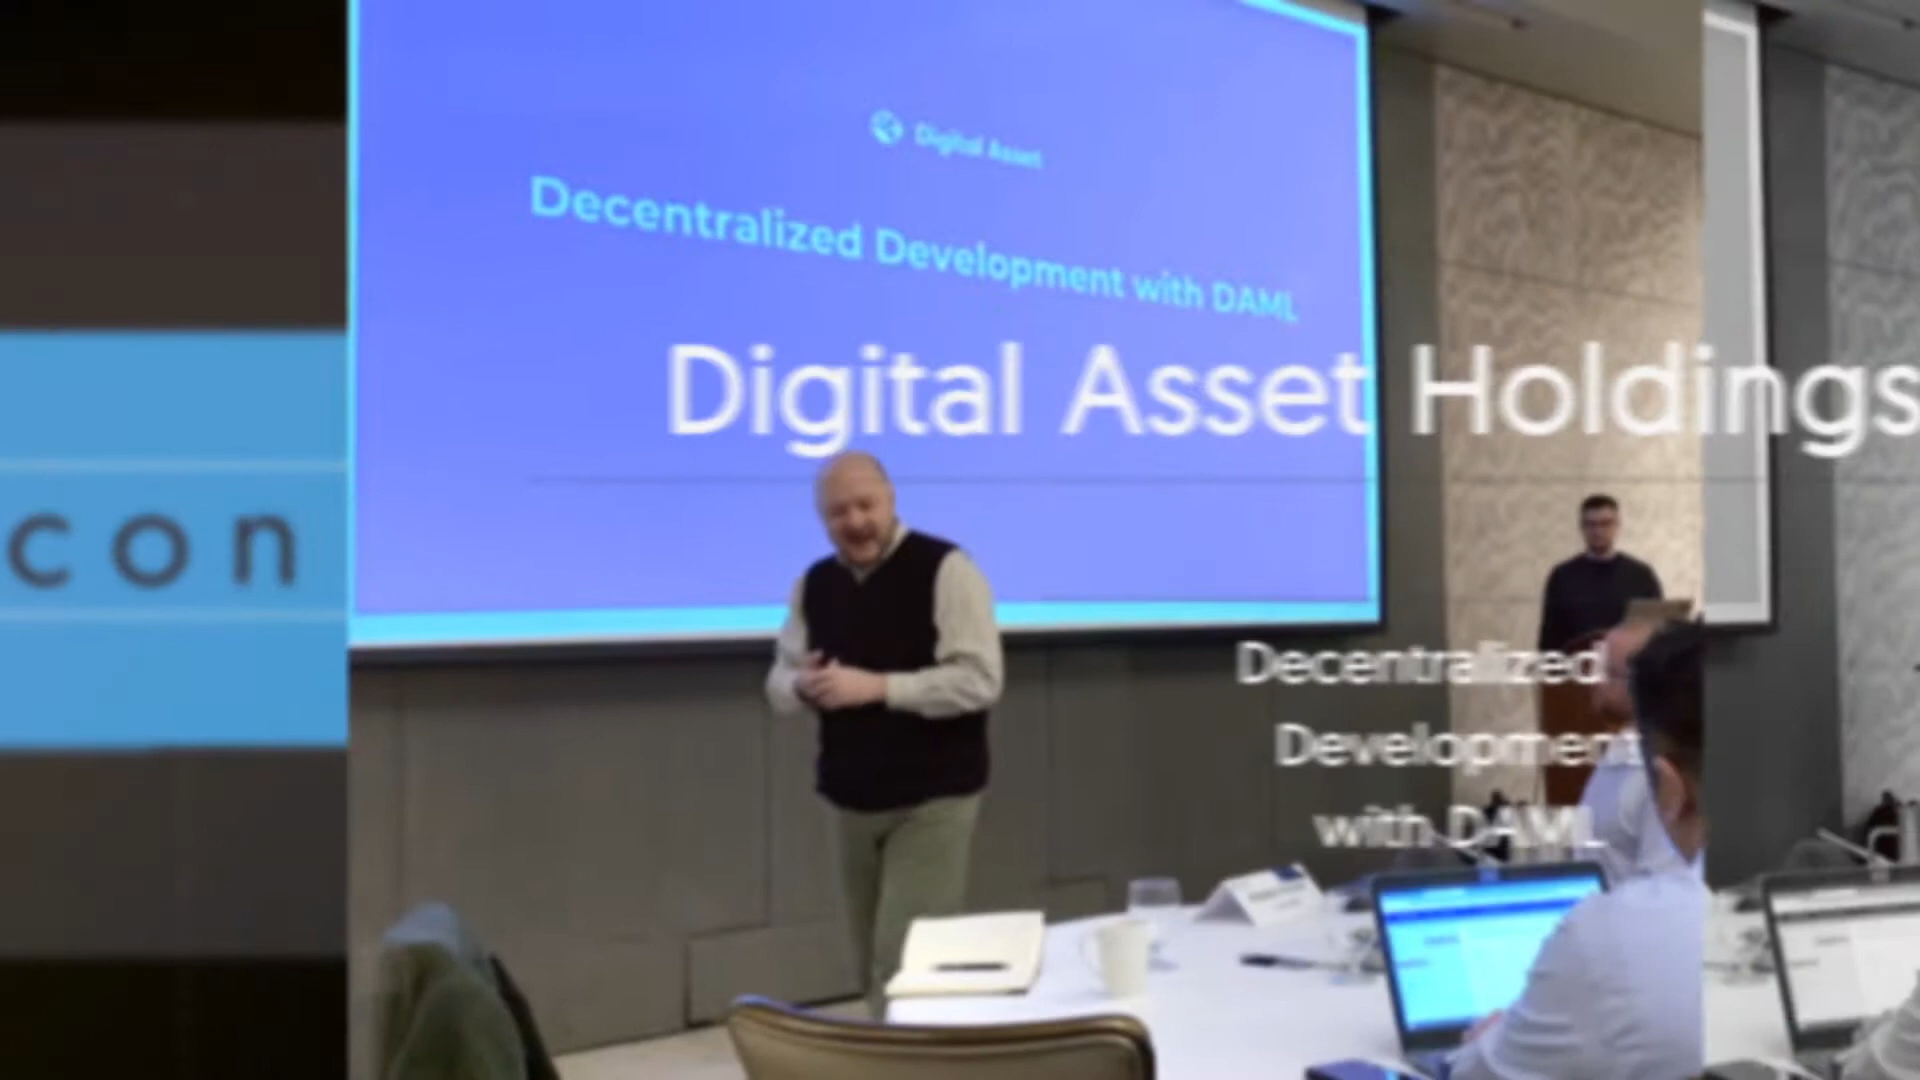 con
Digital Asset
Decentralized Development with DAML
Digital Asset Holdings
Decentralized
Development
with DAML